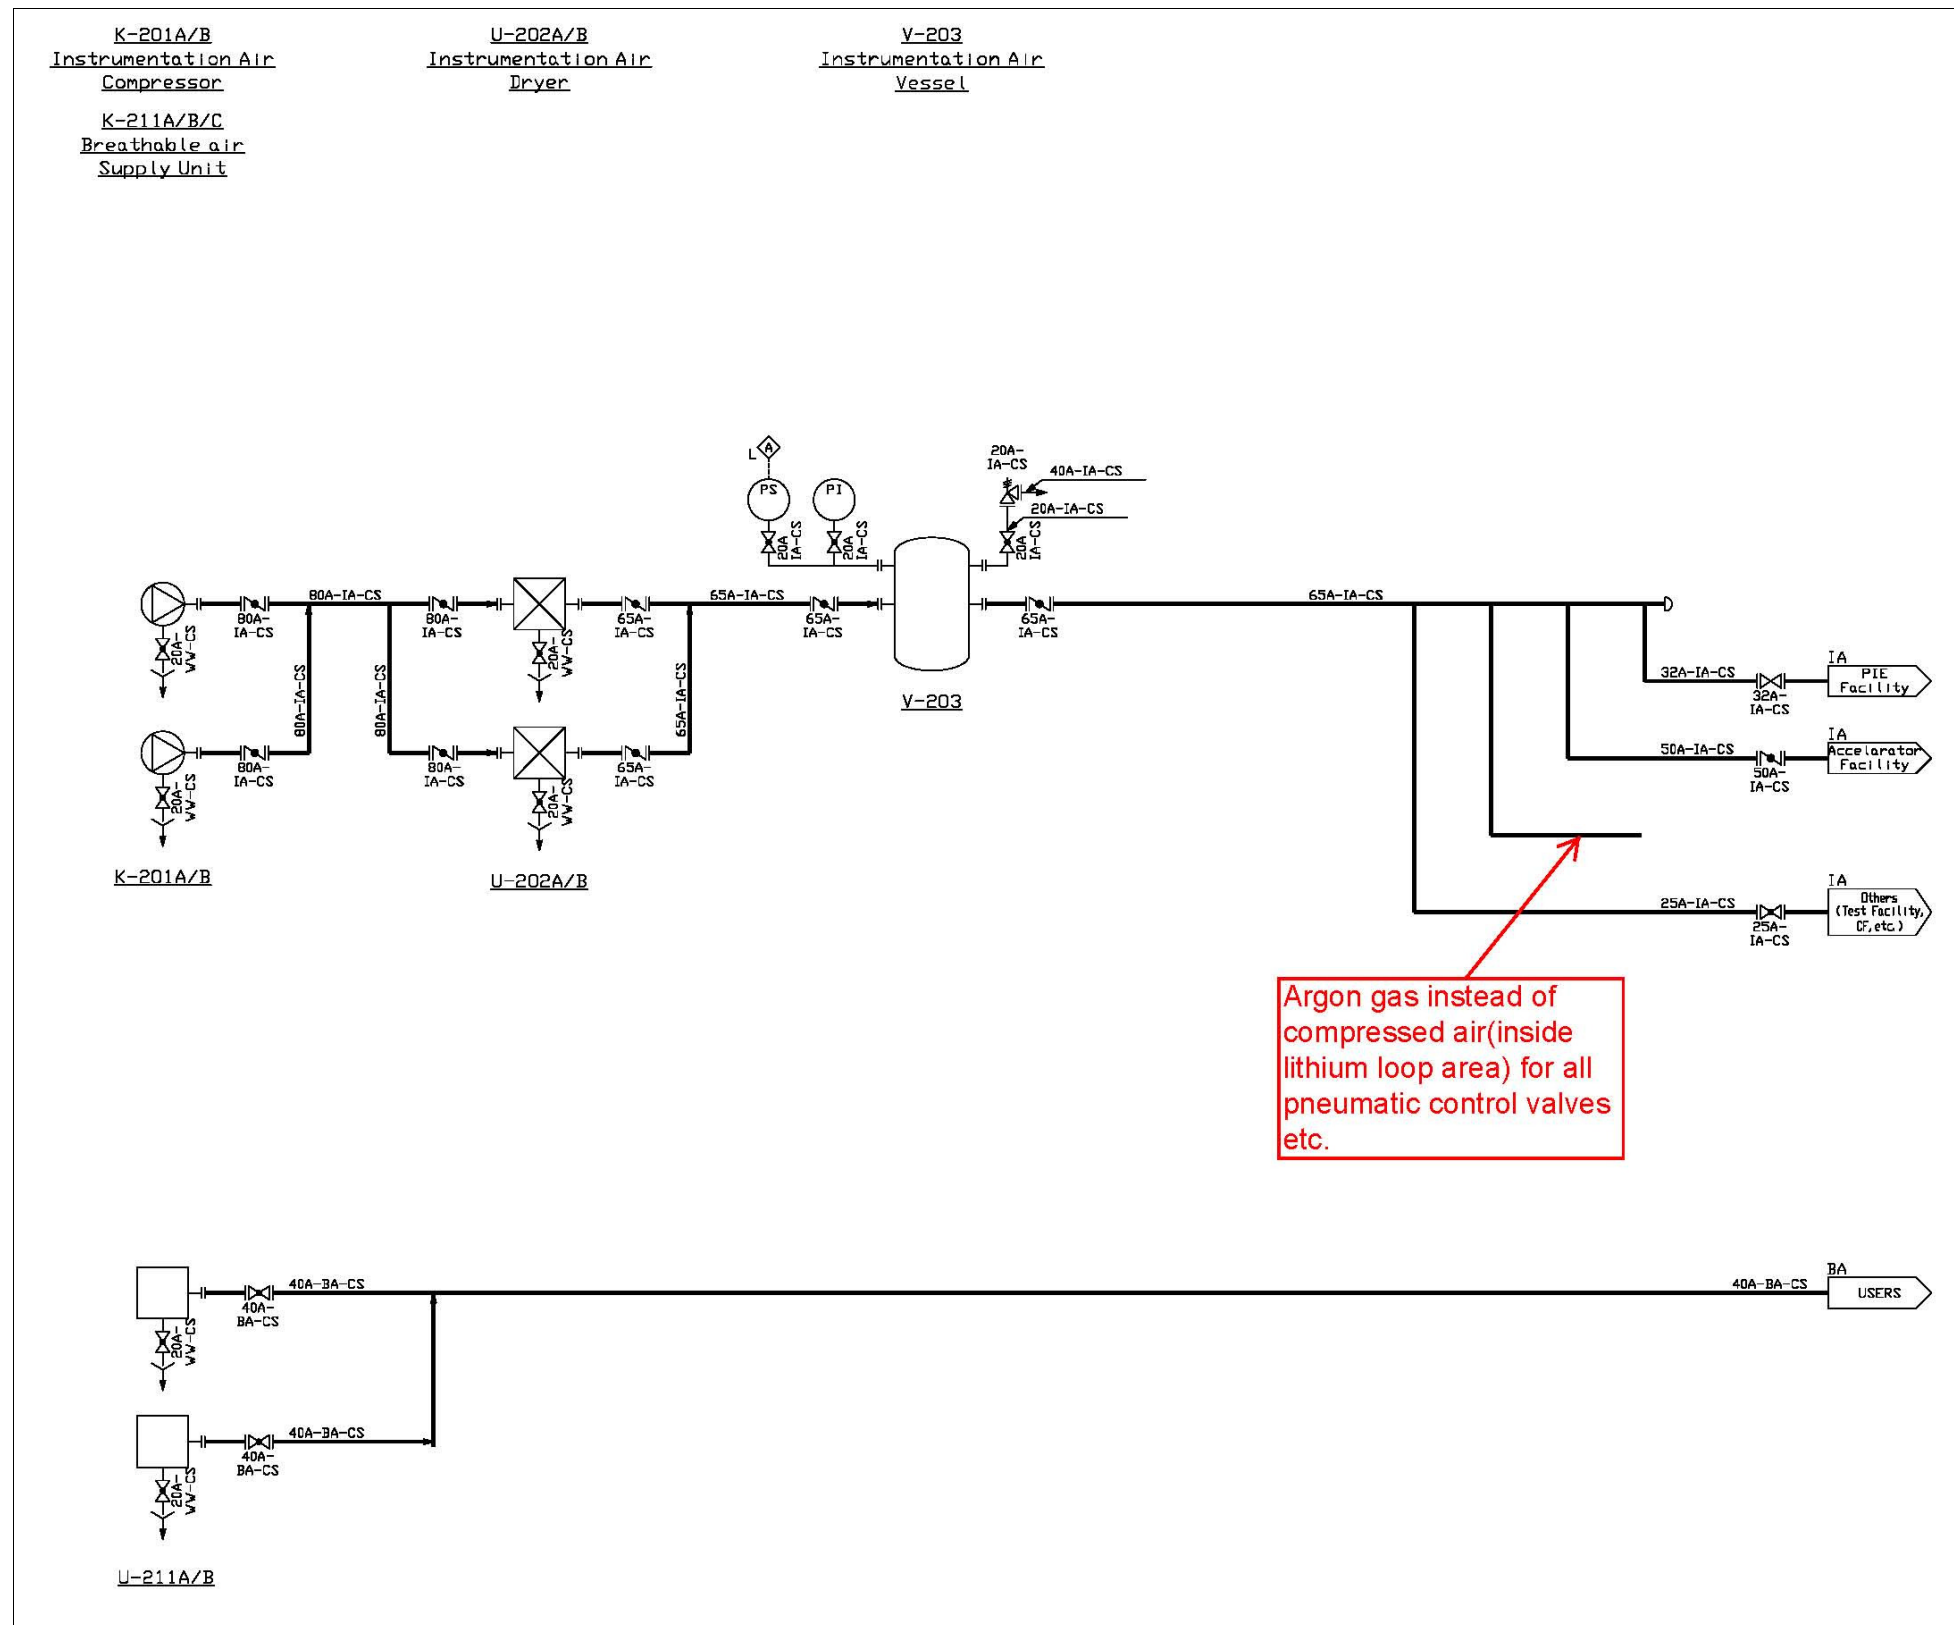 K-201A/B
Instrumentation Air
Compressor
U-202A/B
Instrumentation Air
Dryer
V-203
Instrumentation Air
Vessel
K-211A/B/C
Breathable air
Supply Unit
A
L
PS
PI
20A
IA-CS
20A
IA-CS
20A-
IA-CS
40A-IA-CS
20A-IA-CS
20A
IA-CS
80A-IA-CS
80A-
IA-CS
80A-
IA-CS
65A-
IA-CS
65A-IA-CS
65A-
IA-CS
65A-
IA-CS
65A-IA-CS
20A-
WW-CS
20A-
WW-CS
80A-IA-CS
80A-IA-CS
65A-IA-CS
V-203
80A-
IA-CS
80A-
IA-CS
65A-
IA-CS
20A-
WW-CS
20A-
WW-CS
K-201A/B
U-202A/B
32A-IA-CS
32A-
IA-CS
IA
PIE
Facility
50A-IA-CS
50A-
IA-CS
IA
Accelarator
Facility
25A-IA-CS
25A-
IA-CS
IA
Others
(Test Facility,
CF,etc.)
Argon gas instead of
compressed air(inside
lithium loop area) for all
pneumatic control valves
etc.
40A-BA-CS
40A-
BA-CS
20A-
WW-CS
40A-BA-CS
BA
USERS
40A-BA-CS
40A-
BA-CS
20A-
WW-CS
U-211A/B